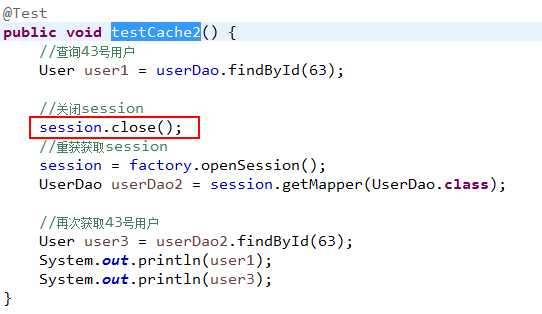 @Test
public void testCache2() {
//查询43号用户
User user1 = userDao.findById(63);
//关闭session
session.close();
//重获获取session
session = factory.openSession();
UserDao userDao2 = session.getMapper(UserDao.class);
//再次获取43号用户
User user3 = userDao2.findById(63);
System.out.println(user1);
System.out.println(user3);
}